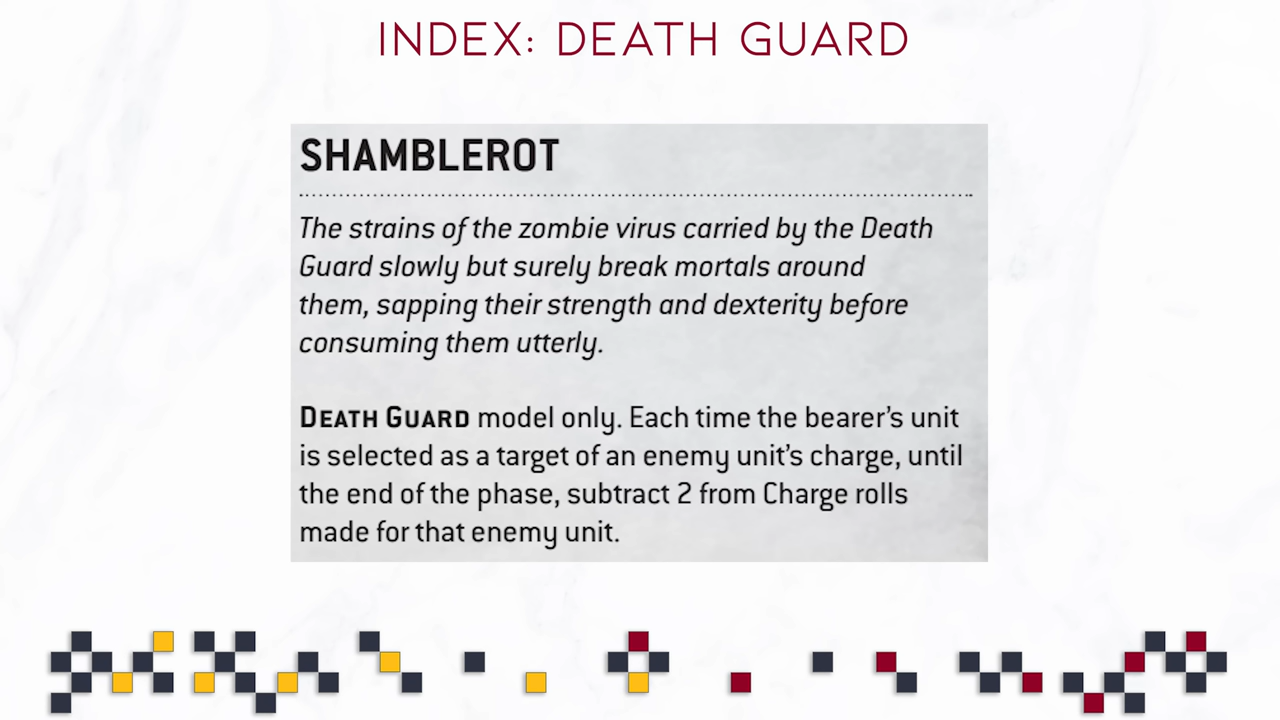 INDEX: DEATH GUARD
SHAMBLEROT
The strains of the zombie virus carried by the Death
Guard slowly but surely break mortals around
them, sapping their strength and dexterity before
consuming them utterly.
DEATH GUARD model only. Each time the bearer’s unit
is selected as a target of an enemy unit’s charge, until
the end of the phase, subtract 2 from Charge rolls
made for that enemy unit.